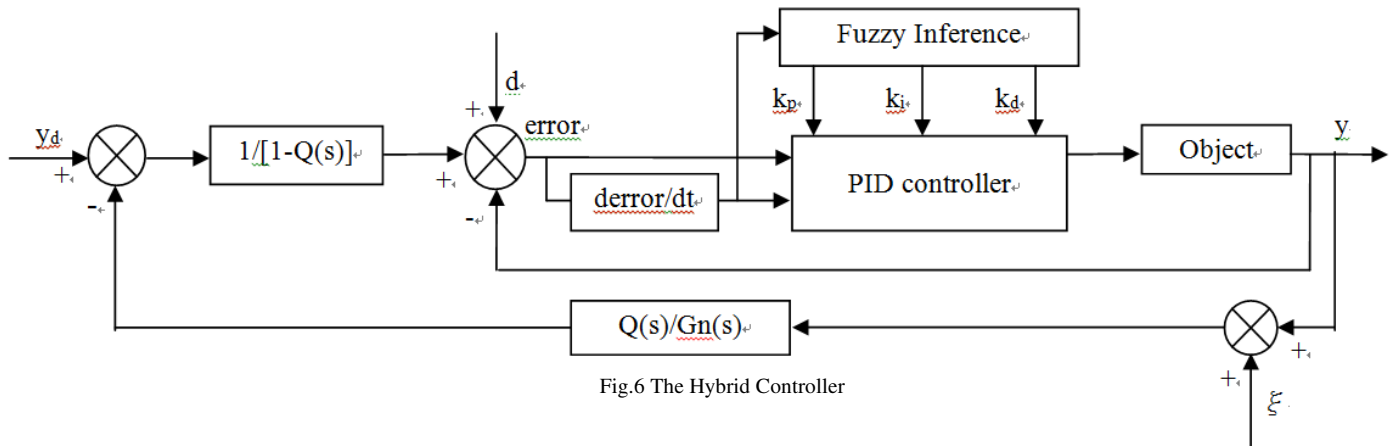 Fuzzy Inference
d
kp
ki
kd
+
error
yd
y
1/[1-Q(s)]
Object
+
+
PID controller
-
derror/dt
-
Q(s)/Gn(s)
+
+
Fig.6 The Hybrid Controller
ξ